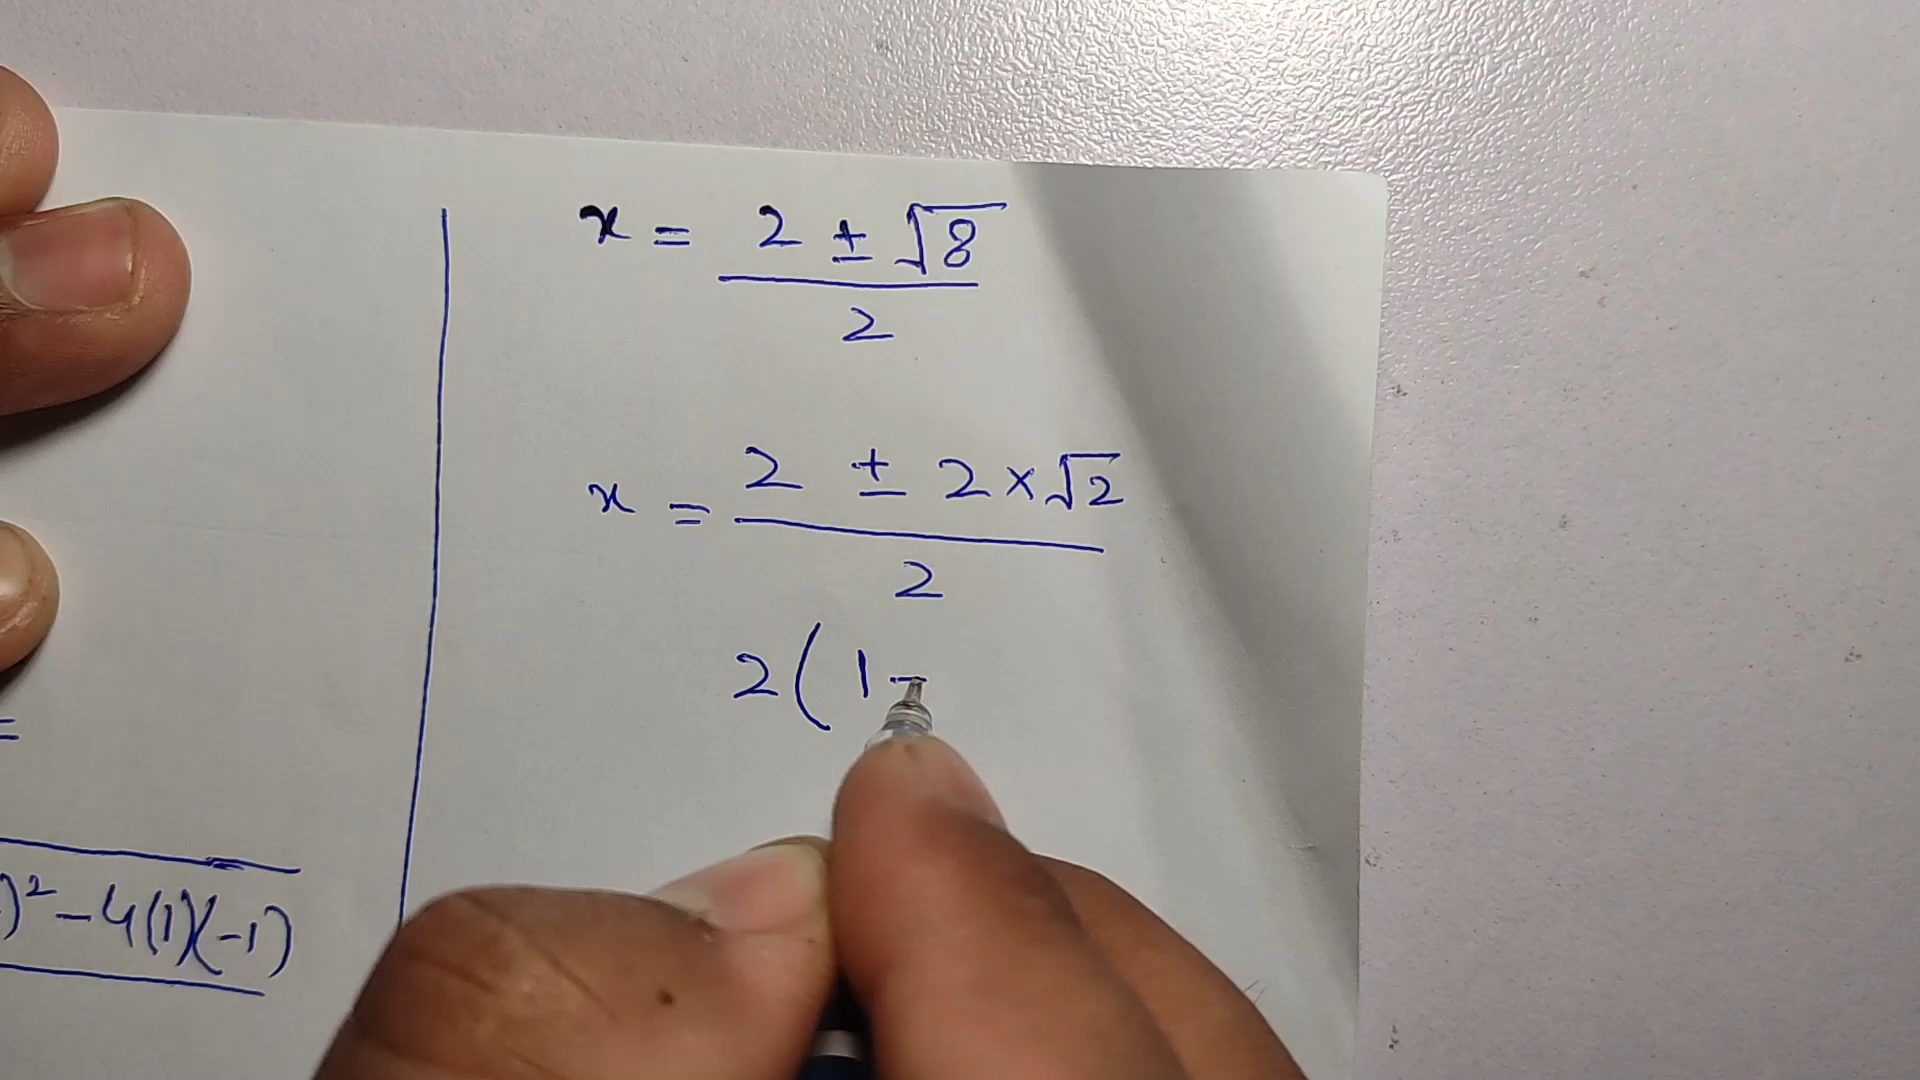 =
)² - 4(1)(-1)
x = 2 ± √8
2
x = 2 ± 2 × √2
2
2( 1 -